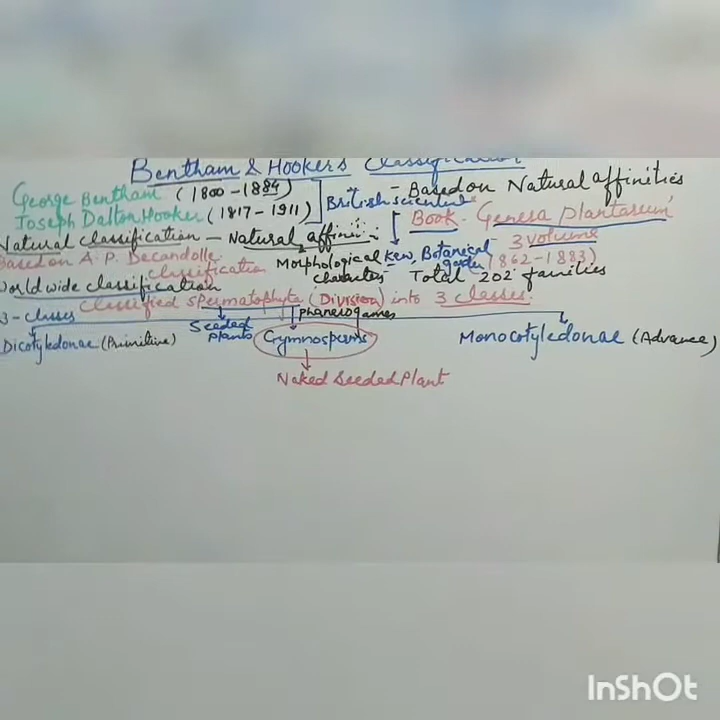 Bentham & Hooker's Classification
George Bentham (1800-1884)
Joseph Dalton Hooker (1817-1911)
British scientist
- Based on Natural affinities
Book - Genera Plantarum
3 Volume
(1862-1883)
Natural classification - Natural affini
Based on A.P. Decandolle classification
Morphological characters
Kew, Botanical garden
Total 202 families
World wide classification
Classified Spermatophyta (Division) into 3 classes.
3-classes
Seeded plants
phanerogames
Dicotyledonae (Primitive)
Gymnosperms
Monocotyledonae (Advance)
Naked Seeded Plant
InShOt